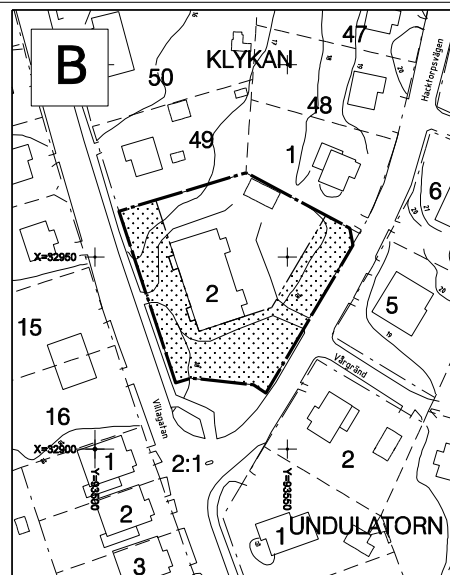 B
KLYKAN
47
50
48
49
1
Hacktorpsvägen
6
X=32950
2
5
15
Vårgränd
16
Villagatan
X=32900
1
2:1
2
Y=93500
Y=93550
2
UNDULATORN
1
3